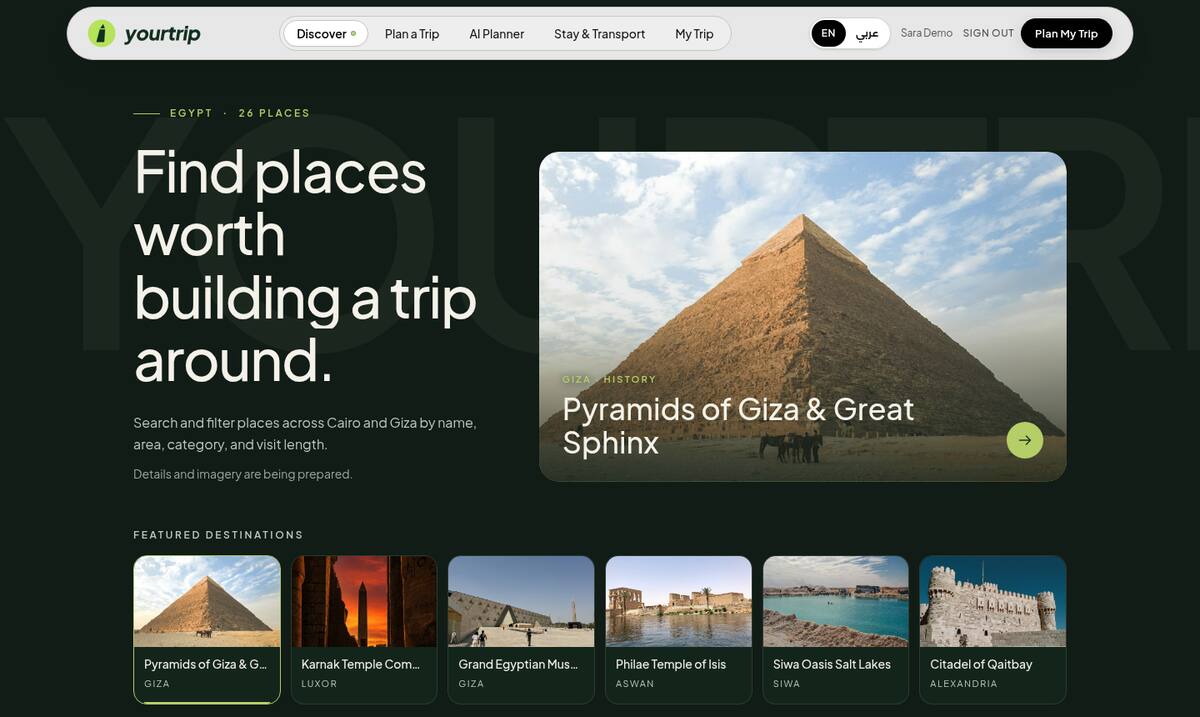 yourtrip
Discover
Plan a Trip
AI Planner
Stay & Transport
My Trip
EN
عربي
Sara Demo
SIGN OUT
Plan My Trip
EGYPT · 26 PLACES
YOURTRI
Find places
worth
building a trip
around.
Search and filter places across Cairo and Giza by name,
area, category, and visit length.
Details and imagery are being prepared.
GIZA · HISTORY
Pyramids of Giza & Great
Sphinx
FEATURED DESTINATIONS
Pyramids of Giza & G...
GIZA
Karnak Temple Com...
LUXOR
Grand Egyptian Mus...
GIZA
Philae Temple of Isis
ASWAN
Siwa Oasis Salt Lakes
SIWA
Citadel of Qaitbay
ALEXANDRIA